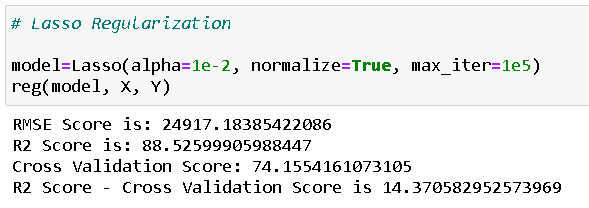 # Lasso Regularization
model=Lasso(alpha=1e-2, normalize=True, max_iter=1e5)
reg(model, X, Y)
RMSE Score is: 24917.18385422086
R2 Score is: 88.52599905988447
Cross Validation Score: 74.1554161073105
R2 Score - Cross Validation Score is 14.370582952573969